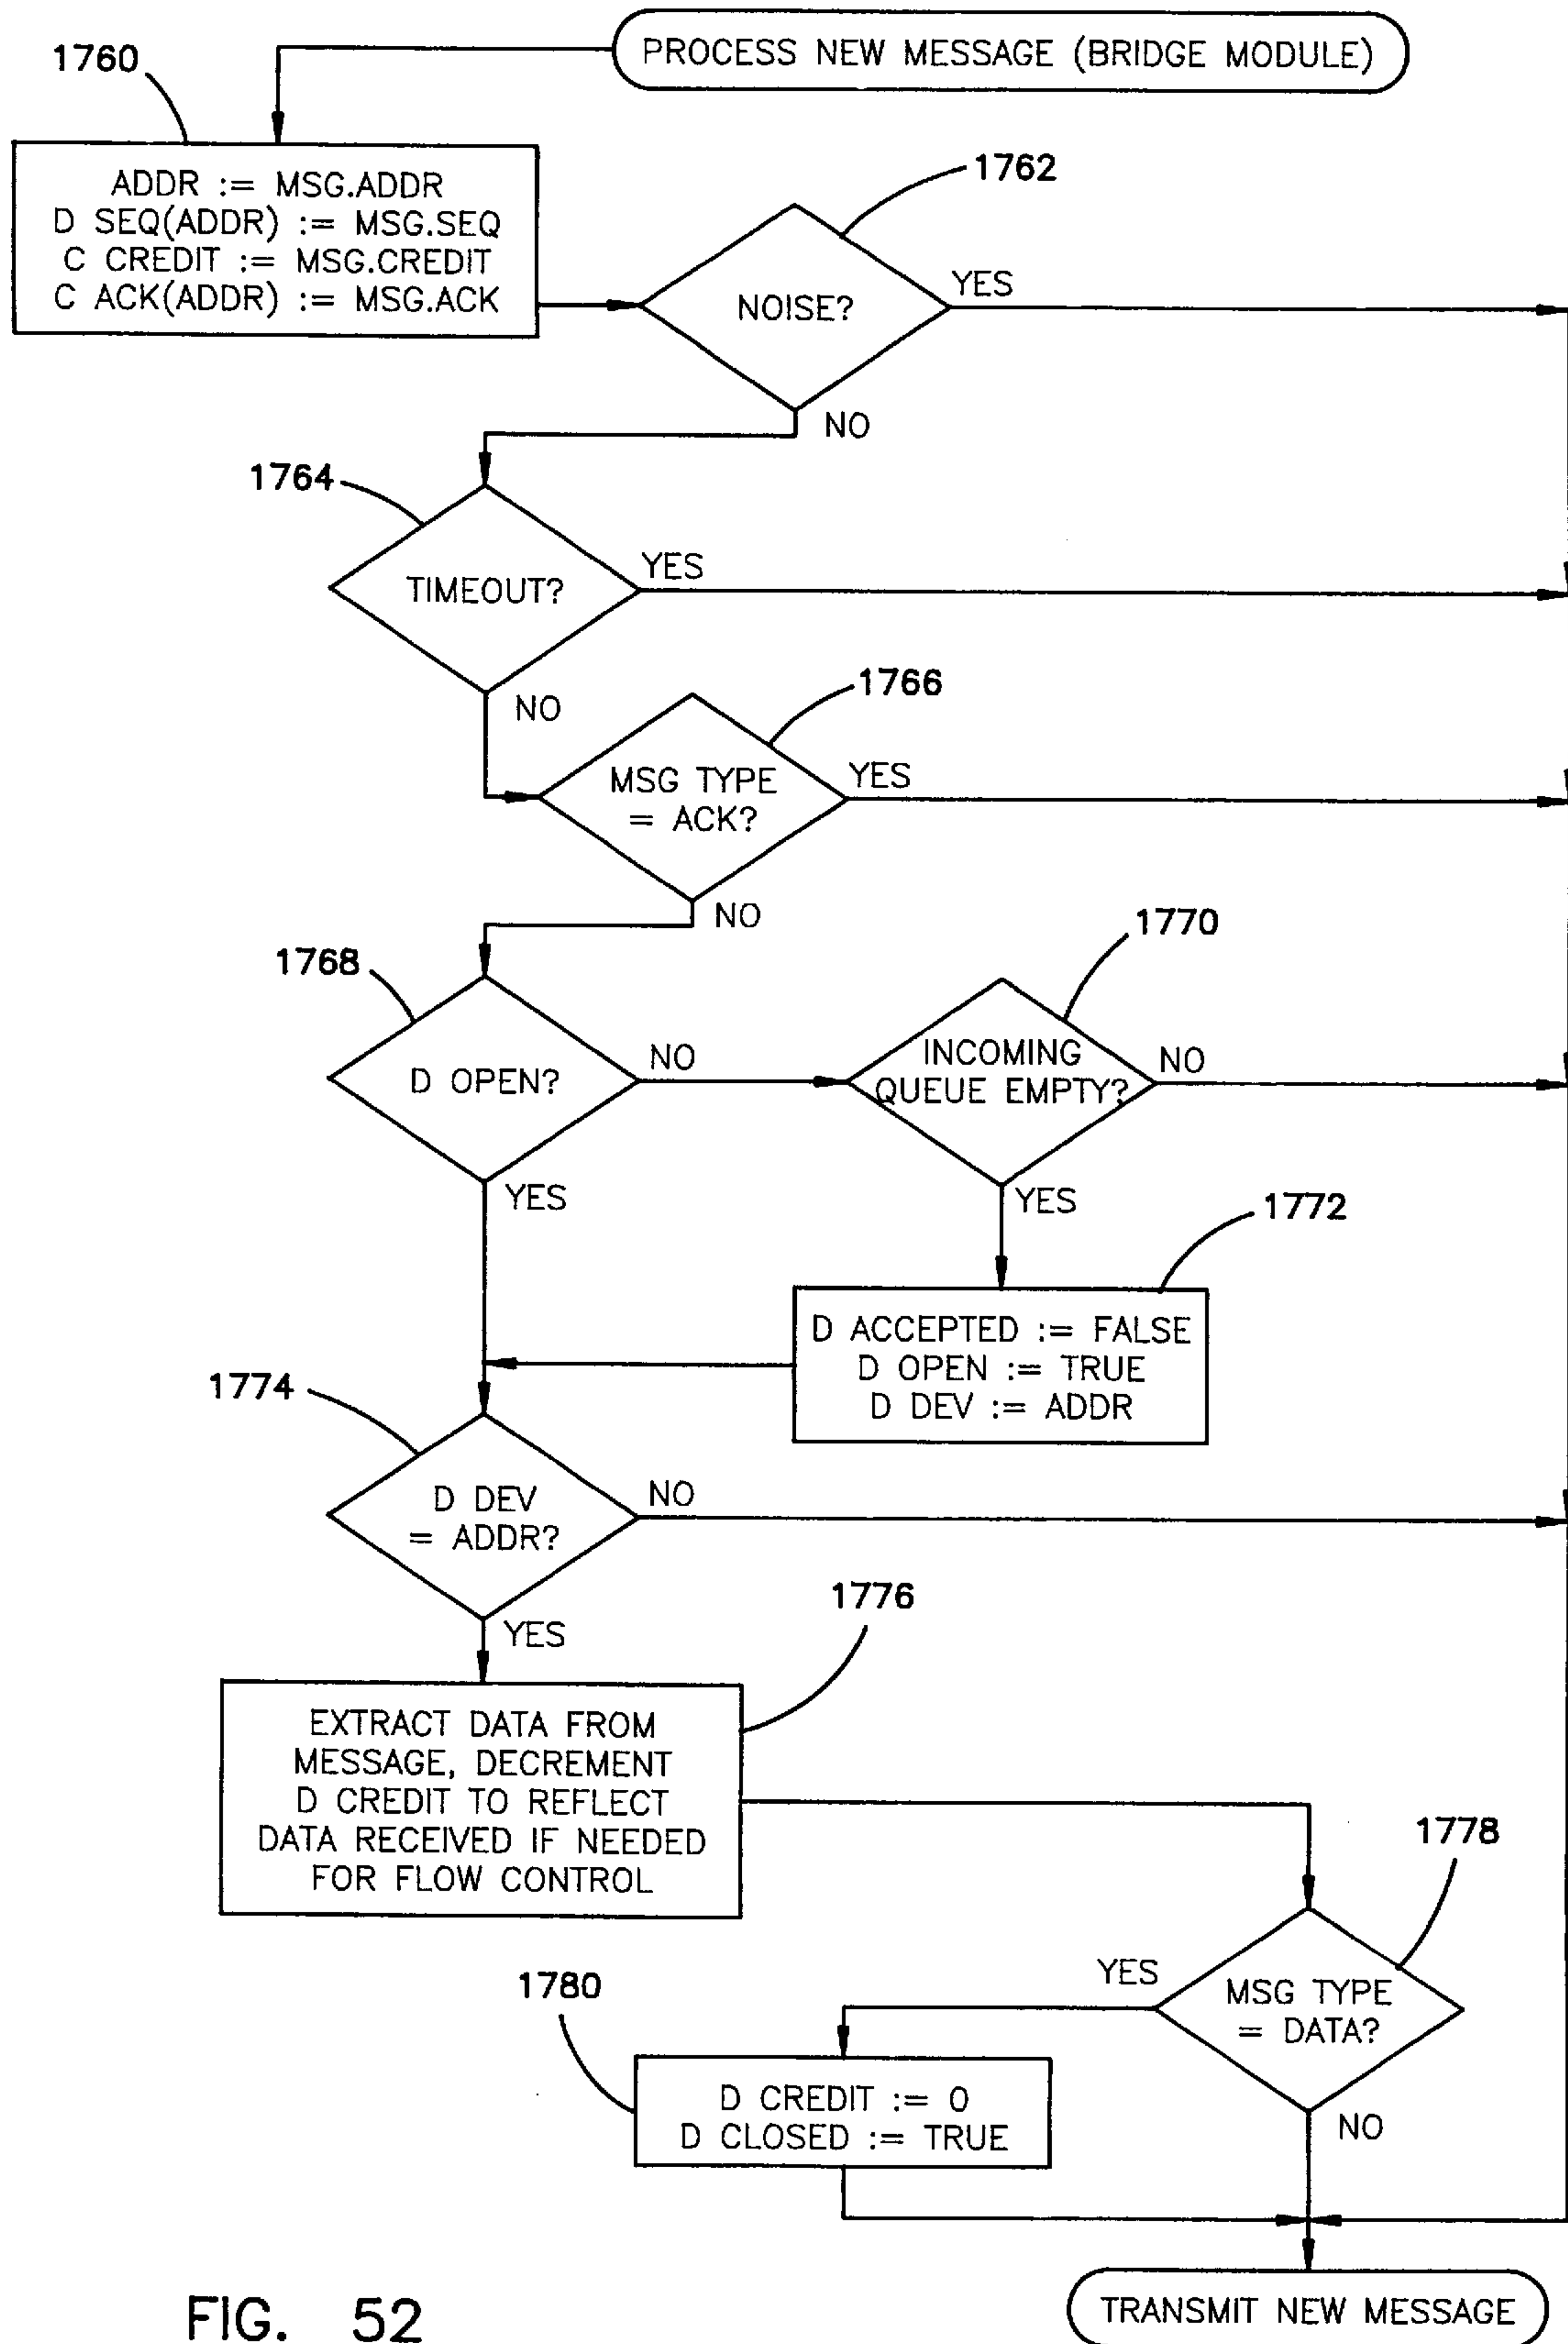 PROCESS NEW MESSAGE (BRIDGE MODULE)
1760
ADDR := MSG.ADDR
D SEQ(ADDR) := MSG.SEQ
C CREDIT := MSG.CREDIT
C ACK(ADDR) := MSG.ACK
1762
NOISE?
YES
NO
1764
TIMEOUT?
YES
NO
1766
MSG TYPE
= ACK?
YES
NO
1768
D OPEN?
NO
YES
1770
INCOMING
QUEUE EMPTY?
NO
YES
1772
D ACCEPTED := FALSE
D OPEN := TRUE
D DEV := ADDR
1774
D DEV
= ADDR?
NO
YES
1776
EXTRACT DATA FROM
MESSAGE, DECREMENT
D CREDIT TO REFLECT
DATA RECEIVED IF NEEDED
FOR FLOW CONTROL
1778
MSG TYPE
= DATA?
YES
NO
1780
D CREDIT := 0
D CLOSED := TRUE
TRANSMIT NEW MESSAGE
FIG. 52